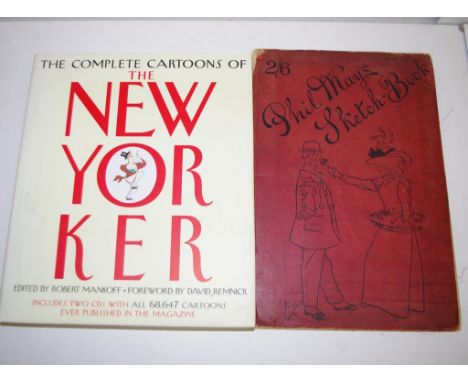 THE COMPLETE CARTOONS OF
THE
NEW
YOR
KER
EDITED BY ROBERT MANKOFF • FOREWORD BY DAVID REMNICK
INCLUDES TWO CDS WITH ALL 68,647 CARTOONS
EVER PUBLISHED IN THE MAGAZINE
2/6
Phil May's
Sketch-Book